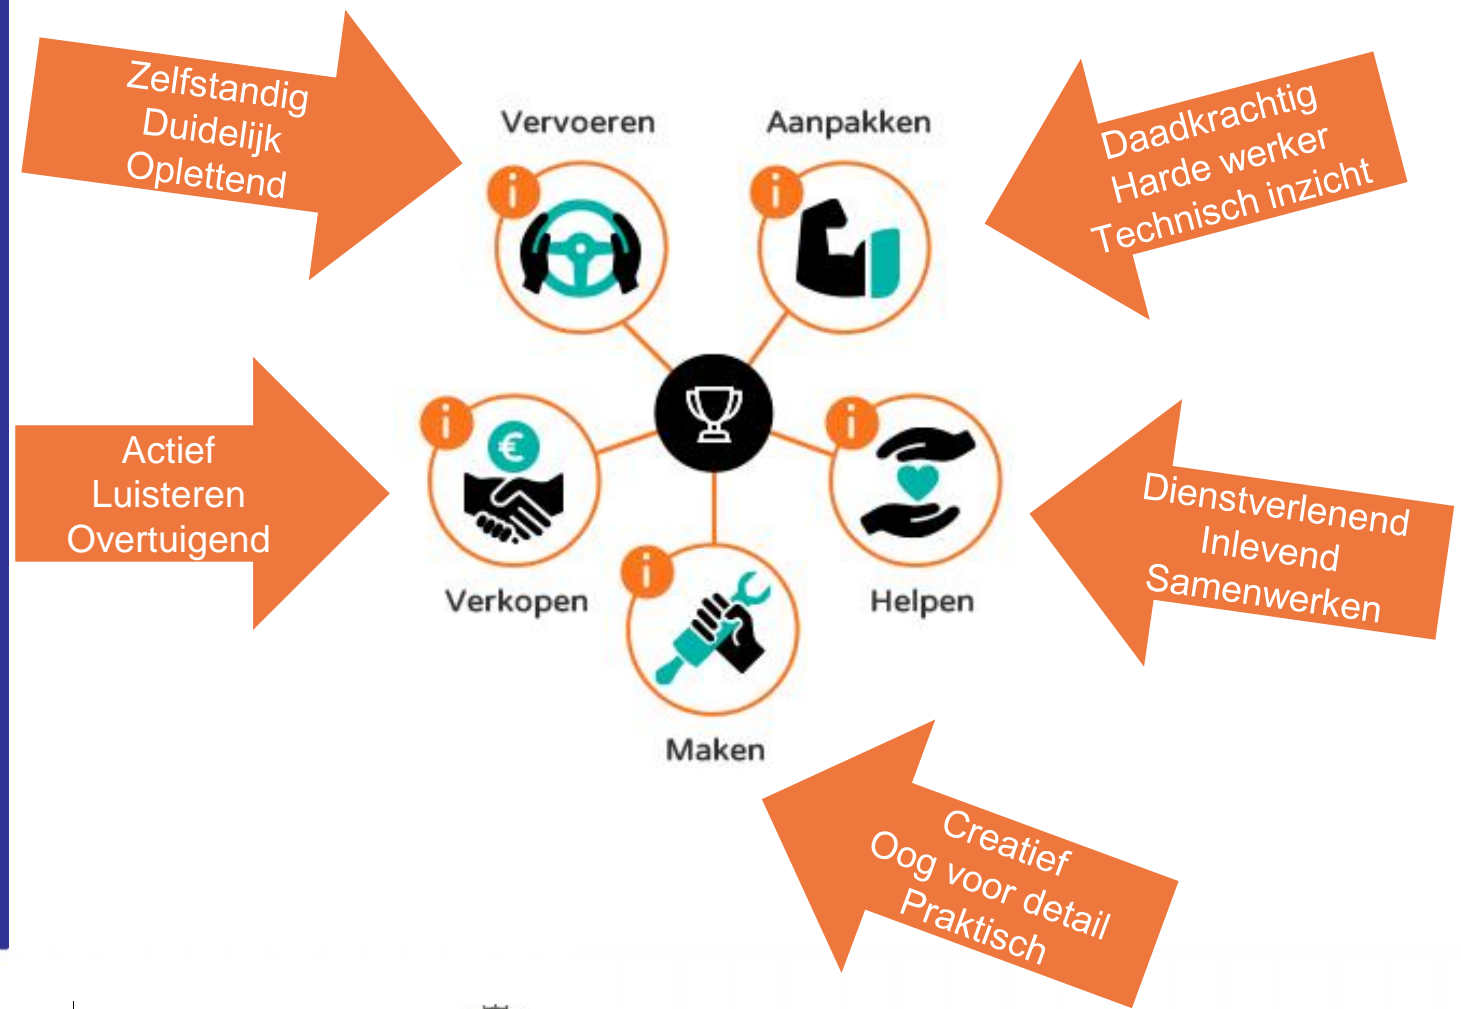 Zelfstandig
Duidelijk
Oplettend
Vervoeren
Aanpakken
Daadkrachtig
Harde werker
Technisch inzicht
i
i
Actief
Luisteren
Overtuigend
i
€
Verkopen
i
Helpen
Dienstverlenend
Inlevend
Samenwerken
i
Maken
Creatief
Oog voor detail
Praktisch